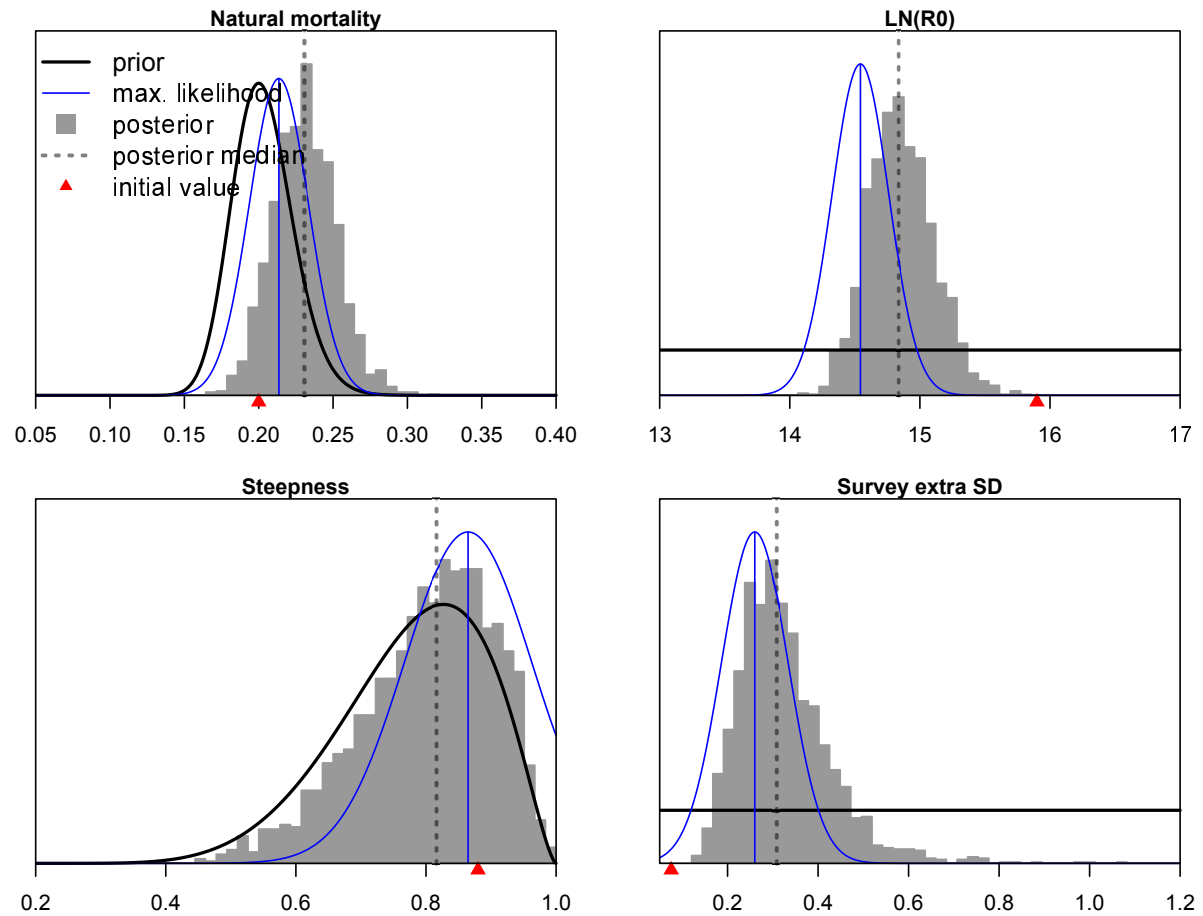 Natural mortality
prior
max. likelihood
posterior
posterior median
initial value
0.05 0.10 0.15 0.20 0.25 0.30 0.35 0.40
LN(R0)
13 14 15 16 17
Steepness
0.2 0.4 0.6 0.8 1.0
Survey extra SD
0.2 0.4 0.6 0.8 1.0 1.2